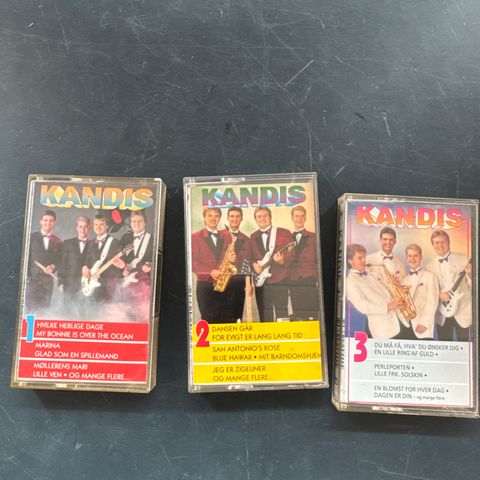 KANDIS
1
HVILKE HERLIGE DAGE
MY BONNIE IS OVER THE OCEAN
MARINA
GLAD SOM EN SPILLEMAND
MØLLERENS MARI
LILLE VEN • OG MANGE FLERE...
KANDIS
2
DANSEN GÅR
FOR EVIGT ER LANG LANG TID
SAN ANTONIO'S ROSE
BLUE HAWAII • MIT BARNDOMSHJEM
JEG ER ZIGEUNER
OG MANGE FLERE...
KANDIS
3
DU MÅ FÅ, HVA' DU ØNSKER DIG •
EN LILLE RING AF GULD •
PERLEPORTEN •
LILLE FRK. SOLSKIN •
EN BLOMST FOR HVER DAG •
DAGEN ER DIN - og mange flere